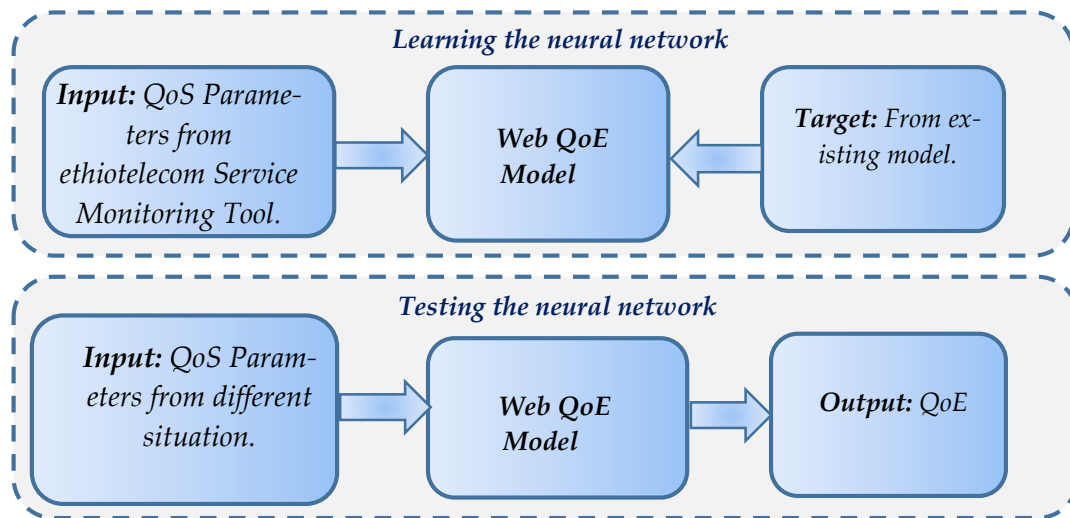 Learning the neural network
Input: QoS Parame-
ters from
ethiotelecom Service
Monitoring Tool.
Web QoE
Model
Target: From ex-
isting model.
Testing the neural network
Input: QoS Param-
eters from different
situation.
Web QoE
Model
Output: QoE